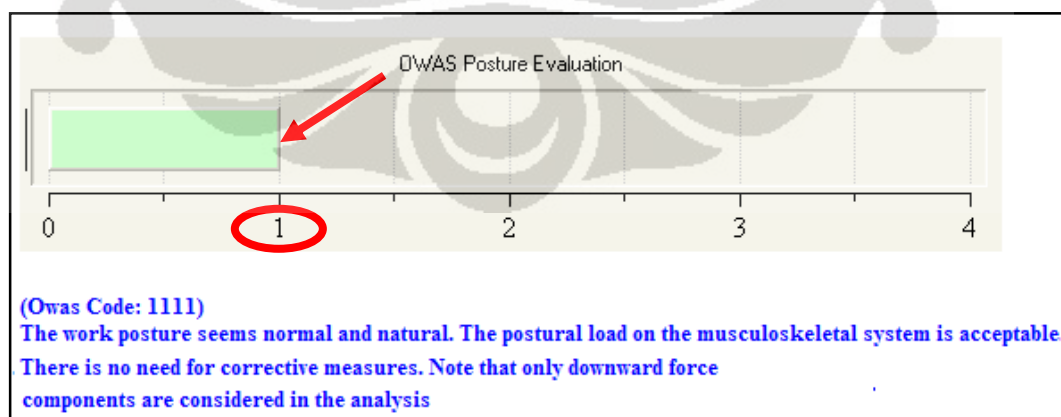 OWAS Posture Evaluation
0 1 2 3 4
(Owas Code: 1111)
The work posture seems normal and natural. The postural load on the musculoskeletal system is acceptable.
There is no need for corrective measures. Note that only downward force
components are considered in the analysis